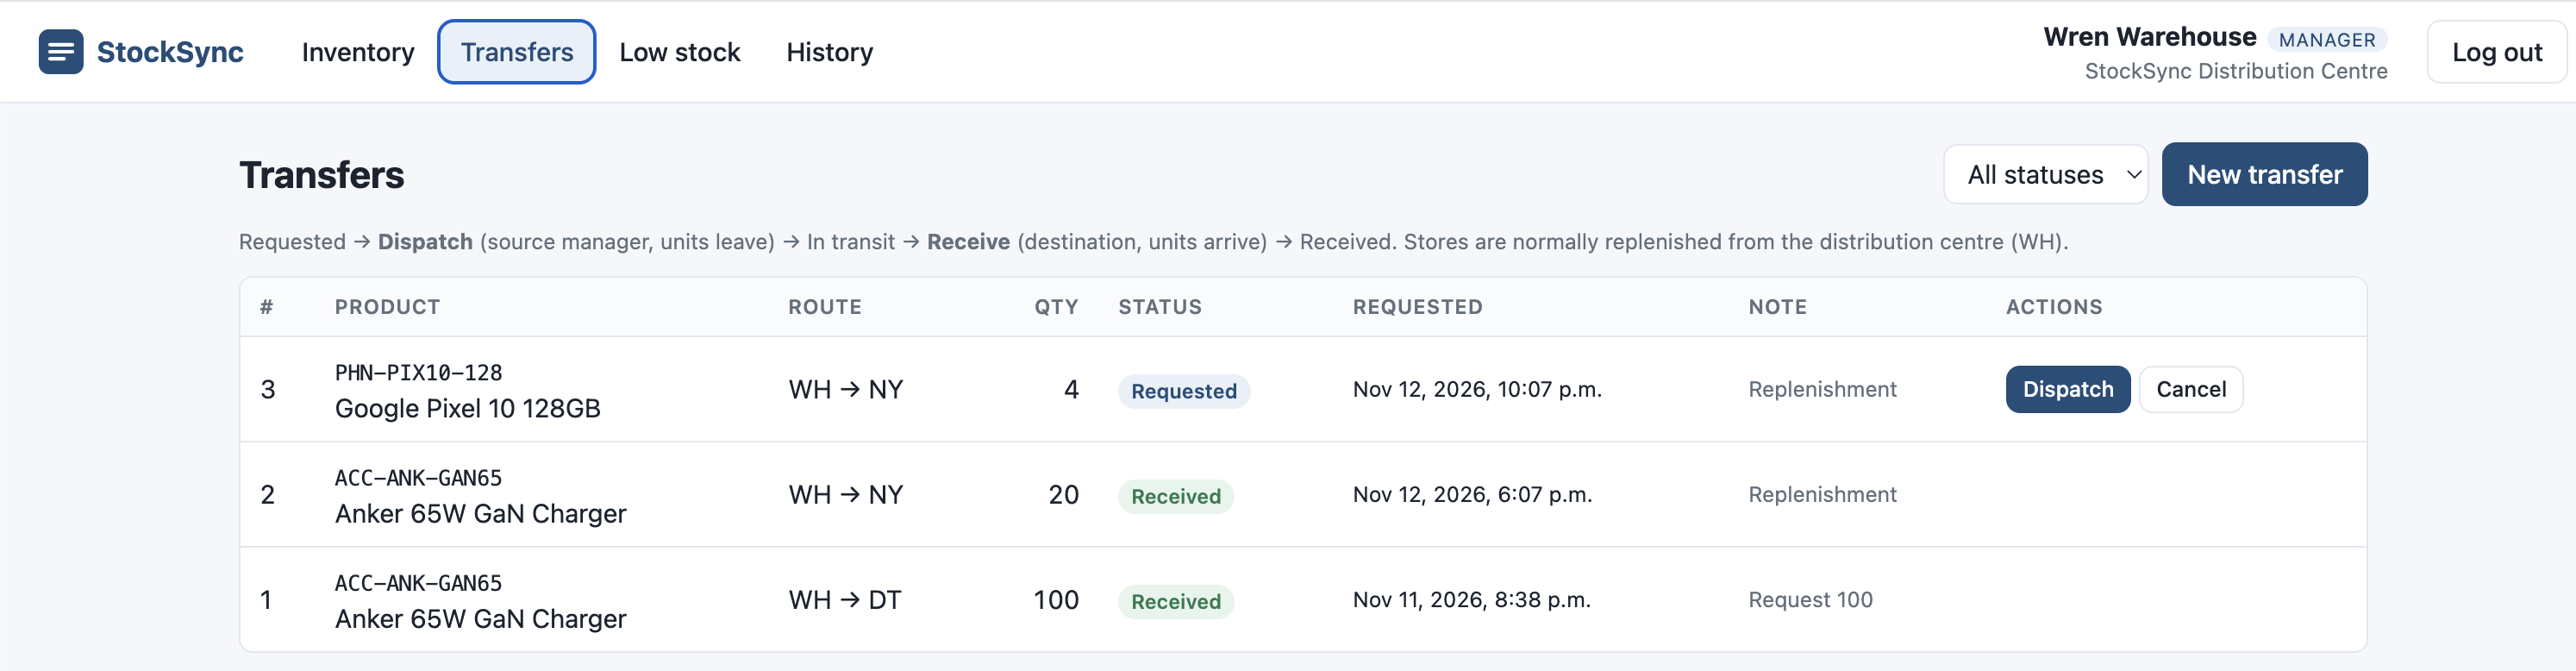 StockSync
Inventory
Transfers
Low stock
History
Wren Warehouse MANAGER
StockSync Distribution Centre
Log out
Transfers
All statuses
New transfer
Requested → Dispatch (source manager, units leave) → In transit → Receive (destination, units arrive) → Received. Stores are normally replenished from the distribution centre (WH).
# PRODUCT ROUTE QTY STATUS REQUESTED NOTE ACTIONS
3 PHN-PIX10-128
Google Pixel 10 128GB WH → NY 4 Requested Nov 12, 2026, 10:07 p.m. Replenishment Dispatch Cancel
2 ACC-ANK-GAN65
Anker 65W GaN Charger WH → NY 20 Received Nov 12, 2026, 6:07 p.m. Replenishment
1 ACC-ANK-GAN65
Anker 65W GaN Charger WH → DT 100 Received Nov 11, 2026, 8:38 p.m. Request 100